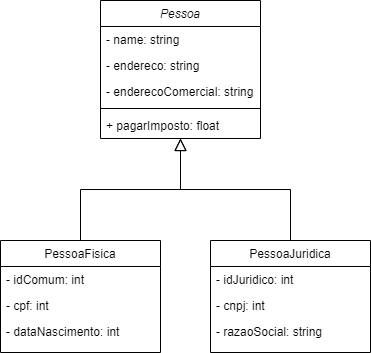 Pessoa
- name: string
- endereco: string
- enderecoComercial: string
+ pagarImposto: float
PessoaFisica
- idComum: int
- cpf: int
- dataNascimento: int
PessoaJuridica
- idJuridico: int
- cnpj: int
- razaoSocial: string